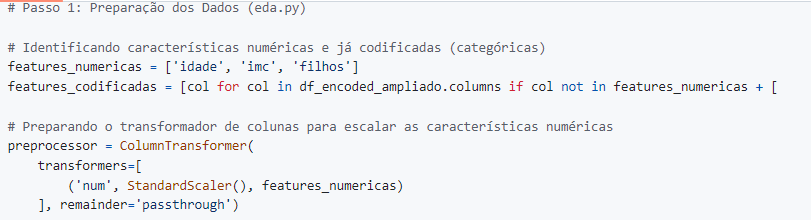 # Passo 1: Preparação dos Dados (eda.py)
# Identificando características numéricas e já codificadas (categóricas)
features_numericas = ['idade', 'imc', 'filhos']
features_codificadas = [col for col in df_encoded_ampliado.columns if col not in features_numericas + [
# Preparando o transformador de colunas para escalar as características numéricas
preprocessor = ColumnTransformer(
    transformers=[
        ('num', StandardScaler(), features_numericas)
    ], remainder='passthrough')